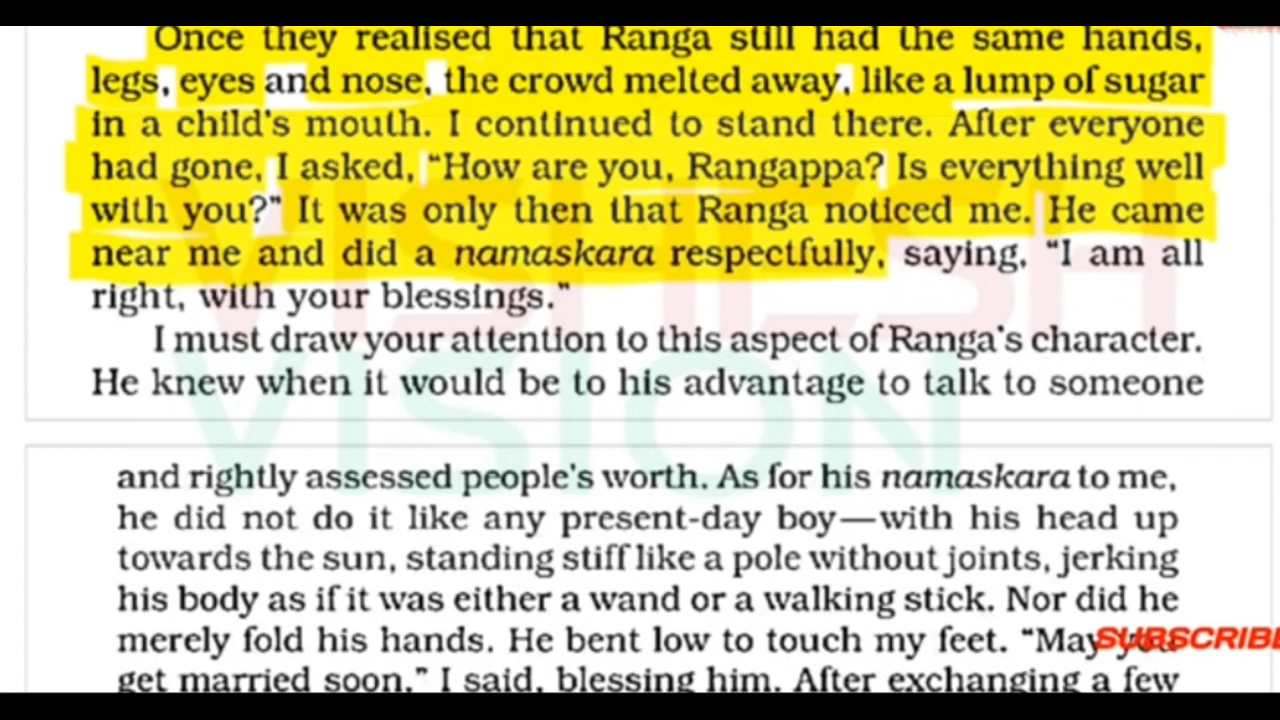 Once they realised that Ranga still had the same hands,
legs, eyes and nose, the crowd melted away, like a lump of sugar
in a child's mouth. I continued to stand there. After everyone
had gone, I asked, “How are you, Rangappa? Is everything well
with you?” It was only then that Ranga noticed me. He came
near me and did a namaskara respectfully, saying, “I am all
right, with your blessings.”
I must draw your attention to this aspect of Ranga's character.
He knew when it would be to his advantage to talk to someone
and rightly assessed people's worth. As for his namaskara to me,
he did not do it like any present-day boy—with his head up
towards the sun, standing stiff like a pole without joints, jerking
his body as if it was either a wand or a walking stick. Nor did he
merely fold his hands. He bent low to touch my feet. “May you
SUBSCRIBE
get married soon,” I said, blessing him. After exchanging a few
VISHESH
VISION